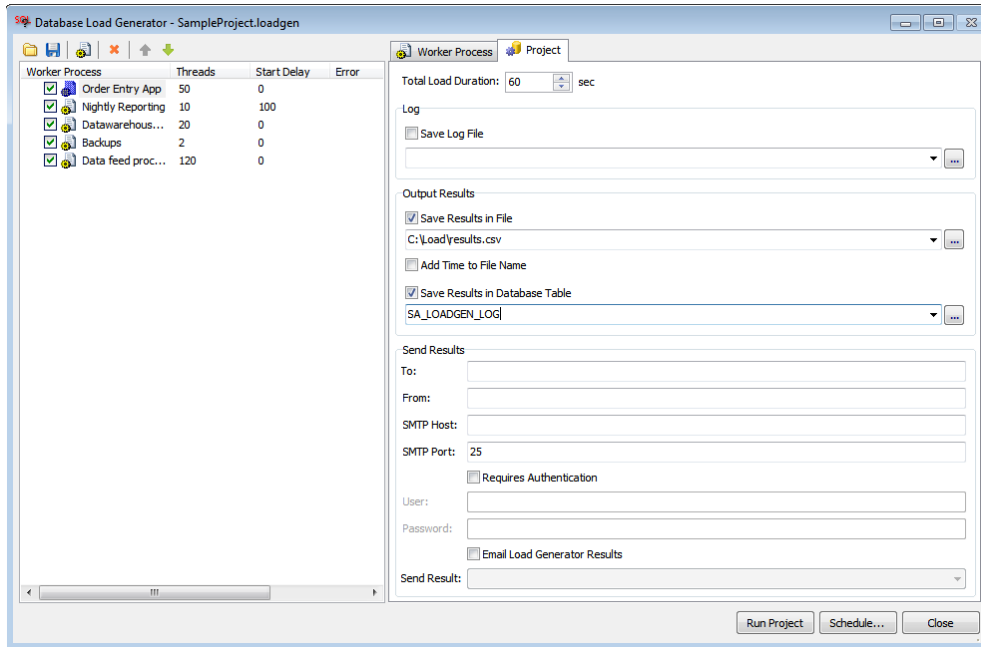 Database Load Generator - SampleProject.loadgen
Worker Process Threads Start Delay Error
Order Entry App 50 0
Nightly Reporting 10 100
Datawarehous... 20 0
Backups 2 0
Data feed proc... 120 0
Worker Process Project
Total Load Duration: 60 sec
Log
Save Log File
...
Output Results
Save Results in File
C:\Load\results.csv ...
Add Time to File Name
Save Results in Database Table
SA_LOADGEN_LOG ...
Send Results
To:
From:
SMTP Host:
SMTP Port: 25
Requires Authentication
User:
Password:
Email Load Generator Results
Send Result:
Run Project Schedule... Close